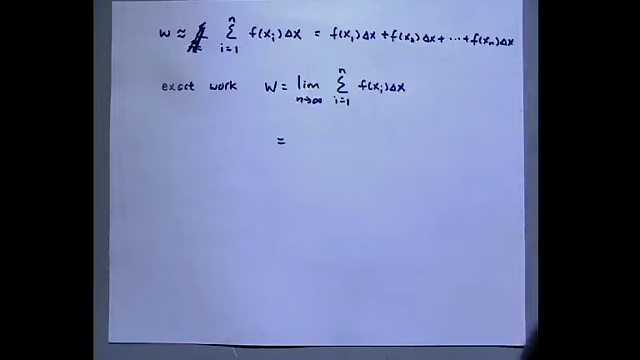 W ≈ Σ_{i=1}^{n} f(x_i)Δx = f(x_1)Δx + f(x_2)Δx + ⋯ + f(x_n)Δx
exact work W = lim_{n→∞} Σ_{i=1}^{n} f(x_i)Δx
=